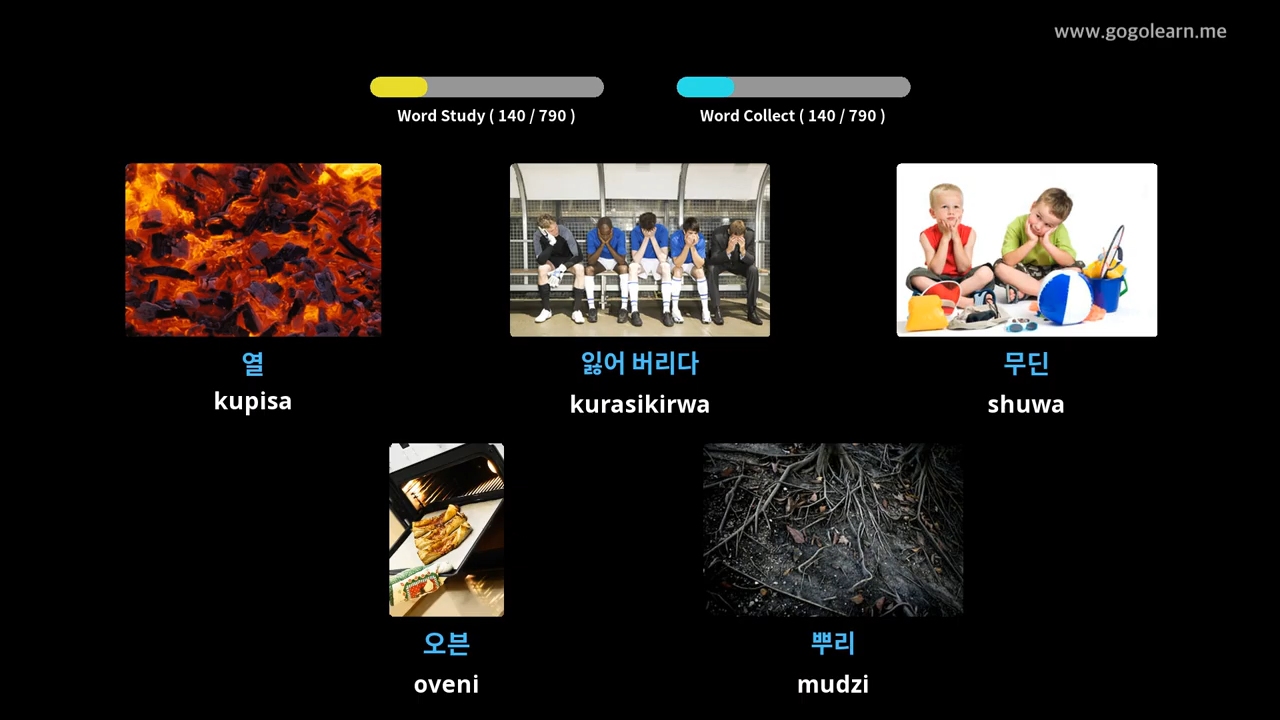 www.gogolearn.me
Word Study ( 140 / 790 )
Word Collect ( 140 / 790 )
열
kupisa
잃어 버리다
kurasikirwa
무딘
shuwa
오븐
oveni
뿌리
mudzi